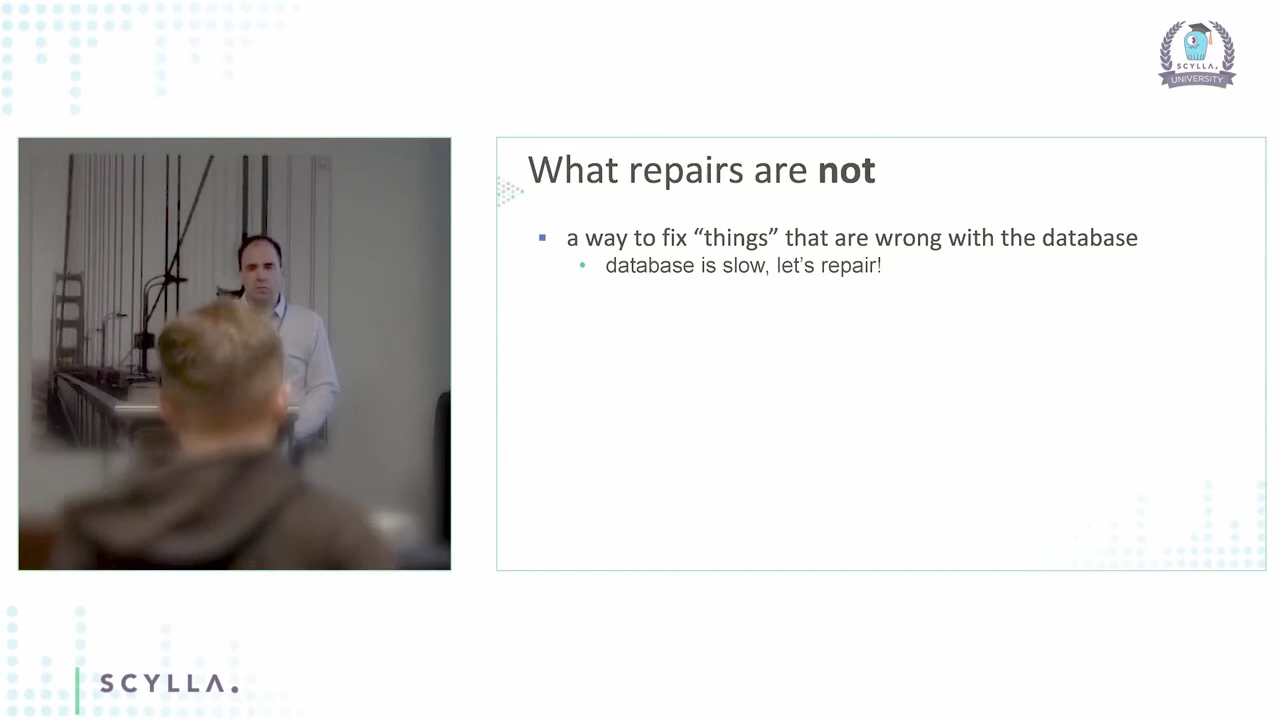 SCYLLA.
UNIVERSITY
What repairs are not
a way to fix “things” that are wrong with the database
database is slow, let’s repair!
SCYLLA.